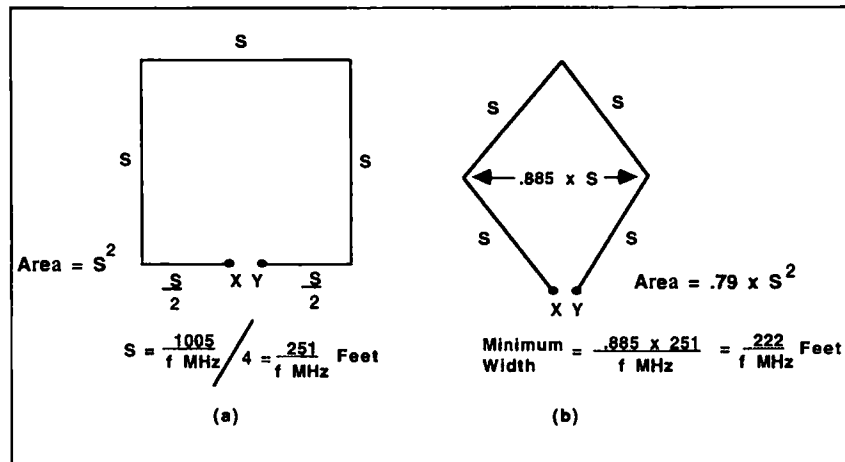 S
S
S
Area = S²
S/2
X Y
S/2
S = 1005/f MHz / 4 = 251/f MHz Feet
(a)
S
S
.885 x S
S
S
X Y
Area = .79 x S²
Minimum Width = .885 x 251/f MHz = 222/f MHz Feet
(b)